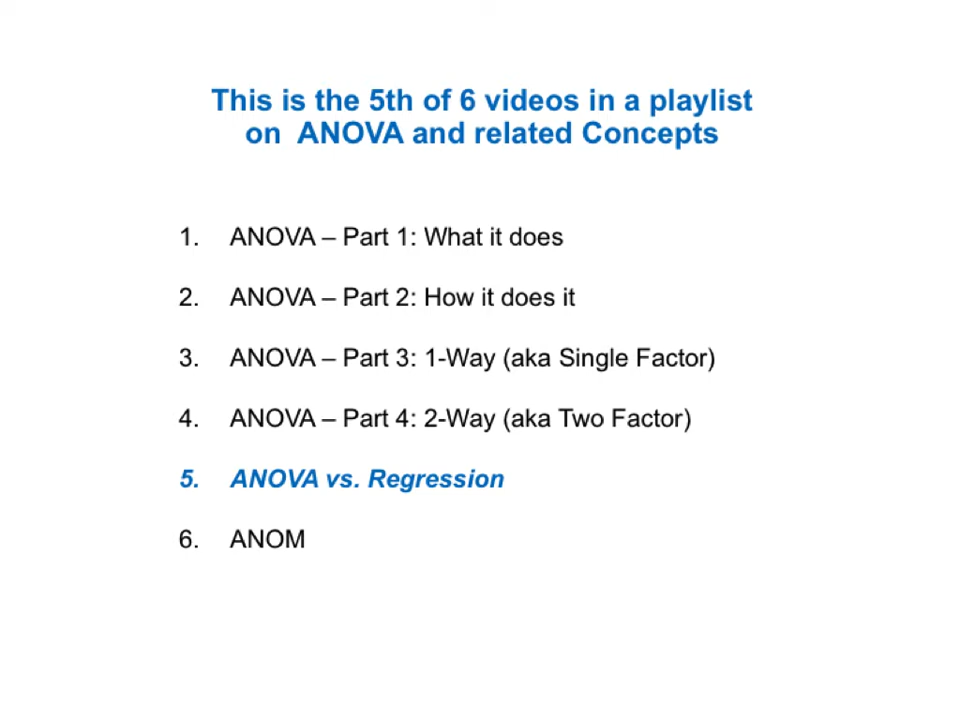 This is the 5th of 6 videos in a playlist
on  ANOVA and related Concepts
1. ANOVA – Part 1: What it does
2. ANOVA – Part 2: How it does it
3. ANOVA – Part 3: 1-Way (aka Single Factor)
4. ANOVA – Part 4: 2-Way (aka Two Factor)
5. ANOVA vs. Regression
6. ANOM